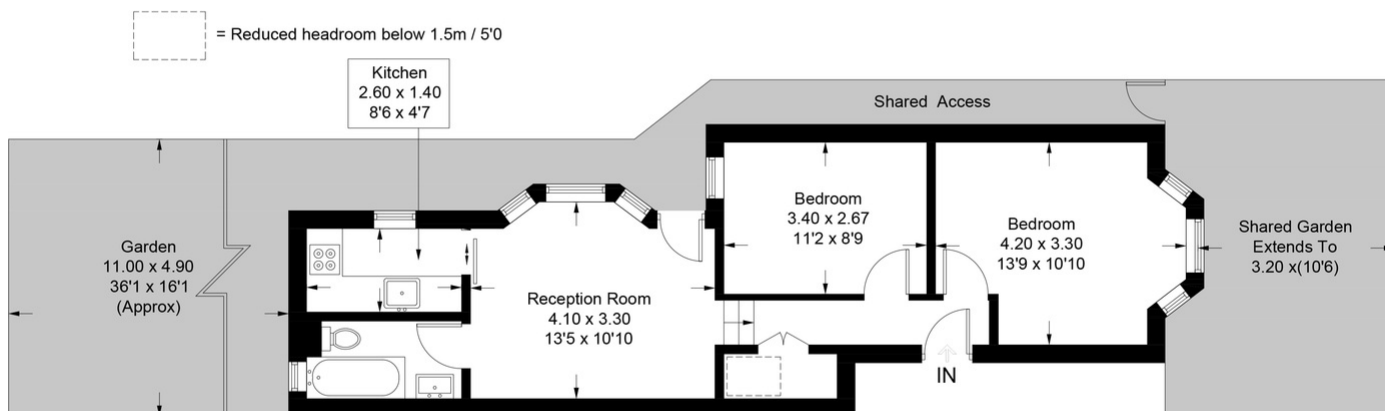 = Reduced headroom below 1.5m / 5'0
Kitchen
2.60 x 1.40
8'6 x 4'7
Shared Access
Garden
11.00 x 4.90
36'1 x 16'1
(Approx)
Reception Room
4.10 x 3.30
13'5 x 10'10
Bedroom
3.40 x 2.67
11'2 x 8'9
Bedroom
4.20 x 3.30
13'9 x 10'10
Shared Garden
Extends To
3.20 x(10'6)
IN